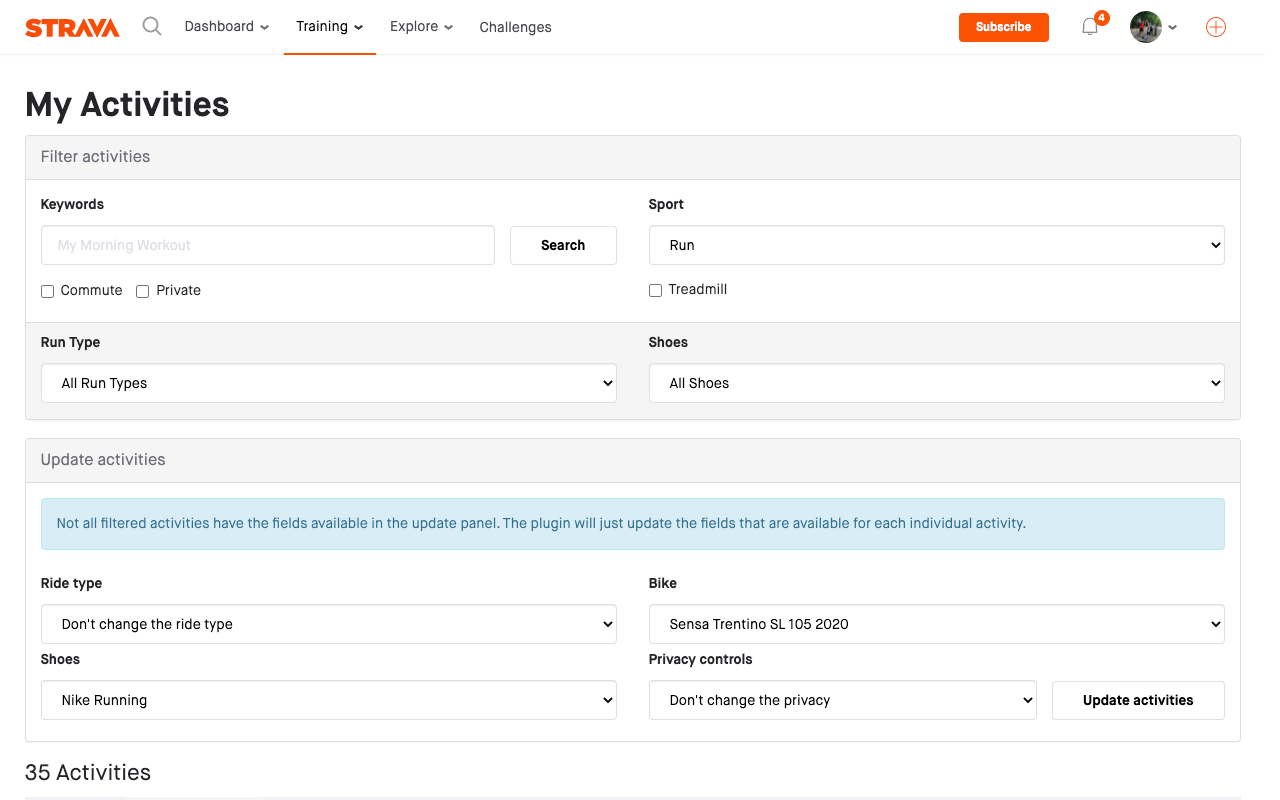 STRAVA Dashboard Training Explore Challenges Subscribe 4
My Activities
Filter activities
Keywords Sport
My Morning Workout Search Run
Commute Private Treadmill
Run Type Shoes
All Run Types All Shoes
Update activities
Not all filtered activities have the fields available in the update panel. The plugin will just update the fields that are available for each individual activity.
Ride type Bike
Don't change the ride type Sensa Trentino SL 105 2020
Shoes Privacy controls
Nike Running Don't change the privacy Update activities
35 Activities